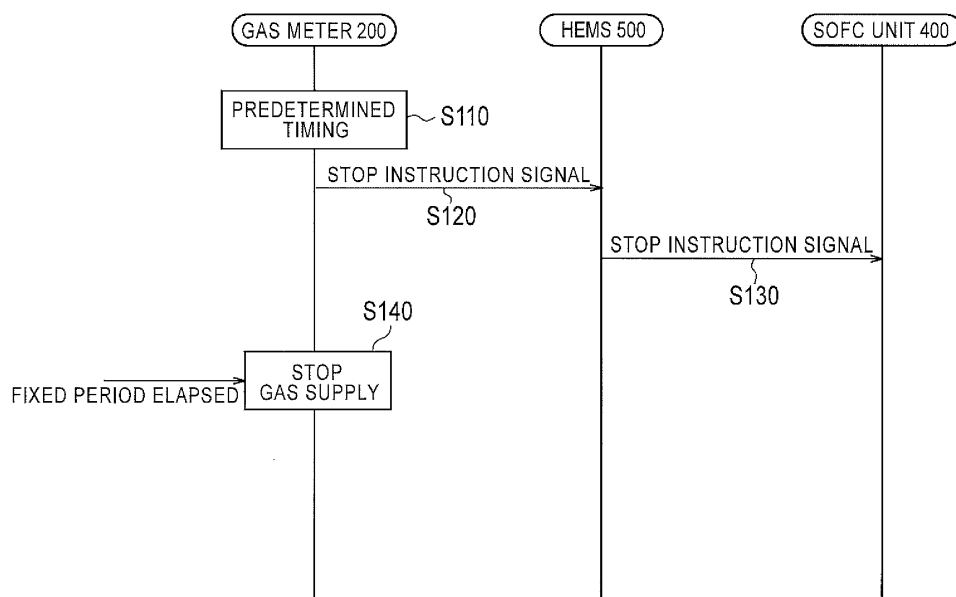 GAS METER 200
HEMS 500
SOFC UNIT 400
PREDETERMINED
TIMING
S110
STOP INSTRUCTION SIGNAL
S120
STOP INSTRUCTION SIGNAL
S130
S140
STOP
GAS SUPPLY
FIXED PERIOD ELAPSED